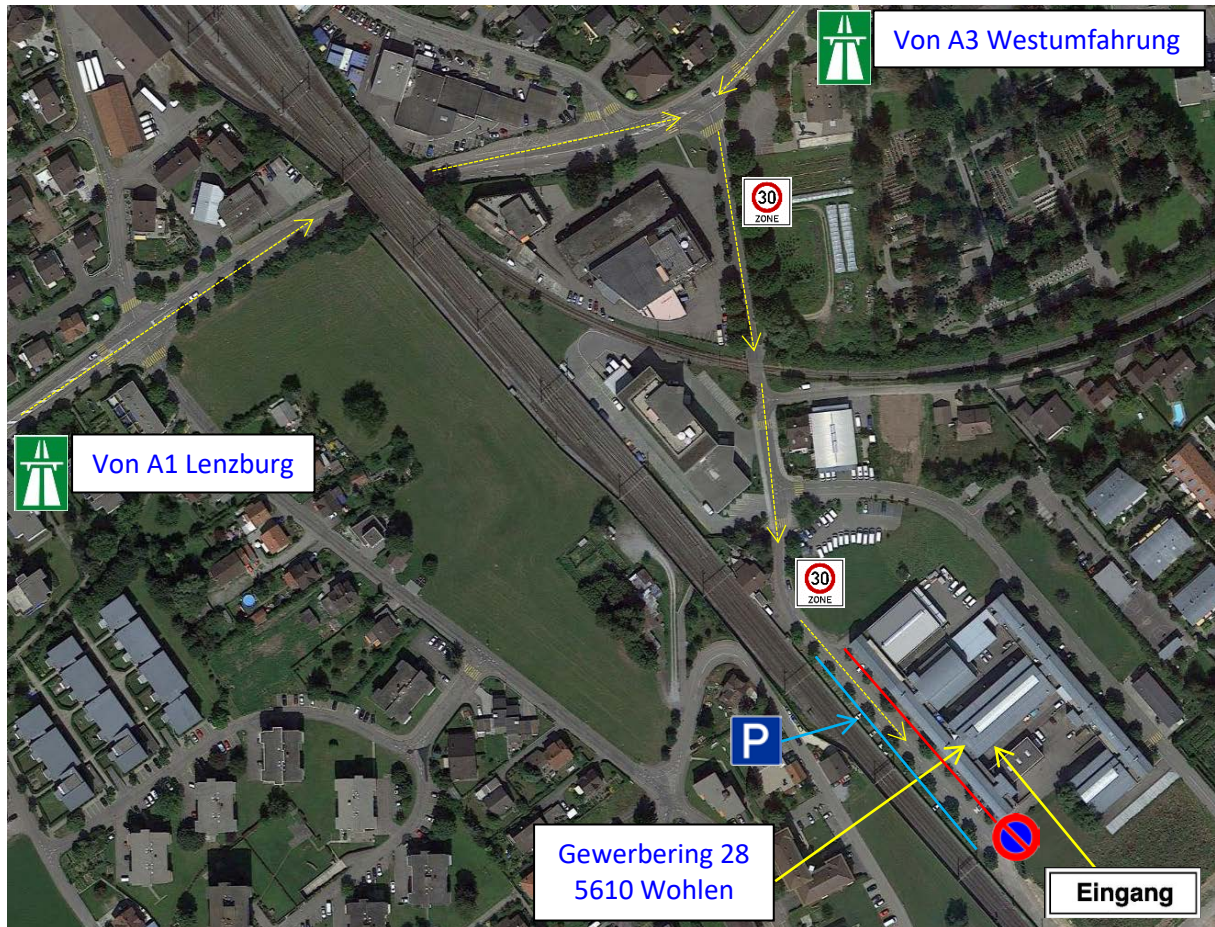 Von A3 Westumfahrung
30
ZONE
Von A1 Lenzburg
30
ZONE
P
Gewerbering 28
5610 Wohlen
Eingang